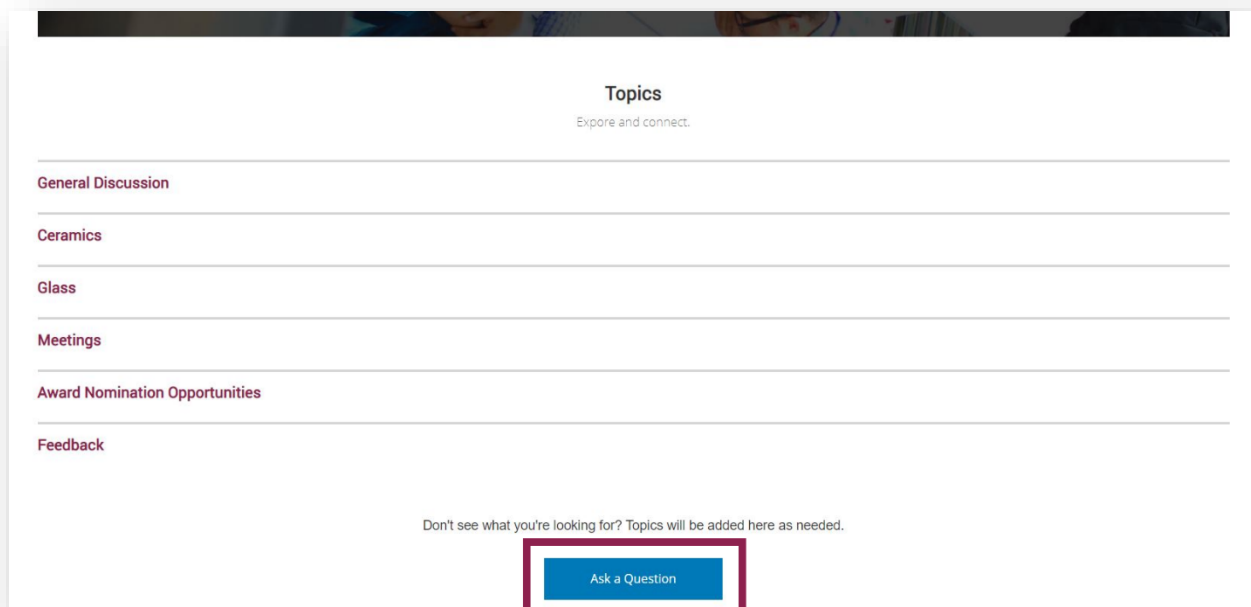 Topics
Expore and connect.
General Discussion
Ceramics
Glass
Meetings
Award Nomination Opportunities
Feedback
Don't see what you're looking for? Topics will be added here as needed.
Ask a Question